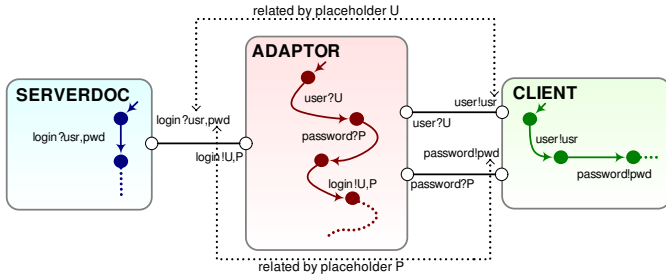 related by placeholder U
ADAPTOR
SERVERDOC
CLIENT
user?U
login?usr,pwd
user!usr
login?usr,pwd
user?U
password?P
user!usr
login!U,P
password!pwd
password!pwd
login!U,P
password?P
related by placeholder P